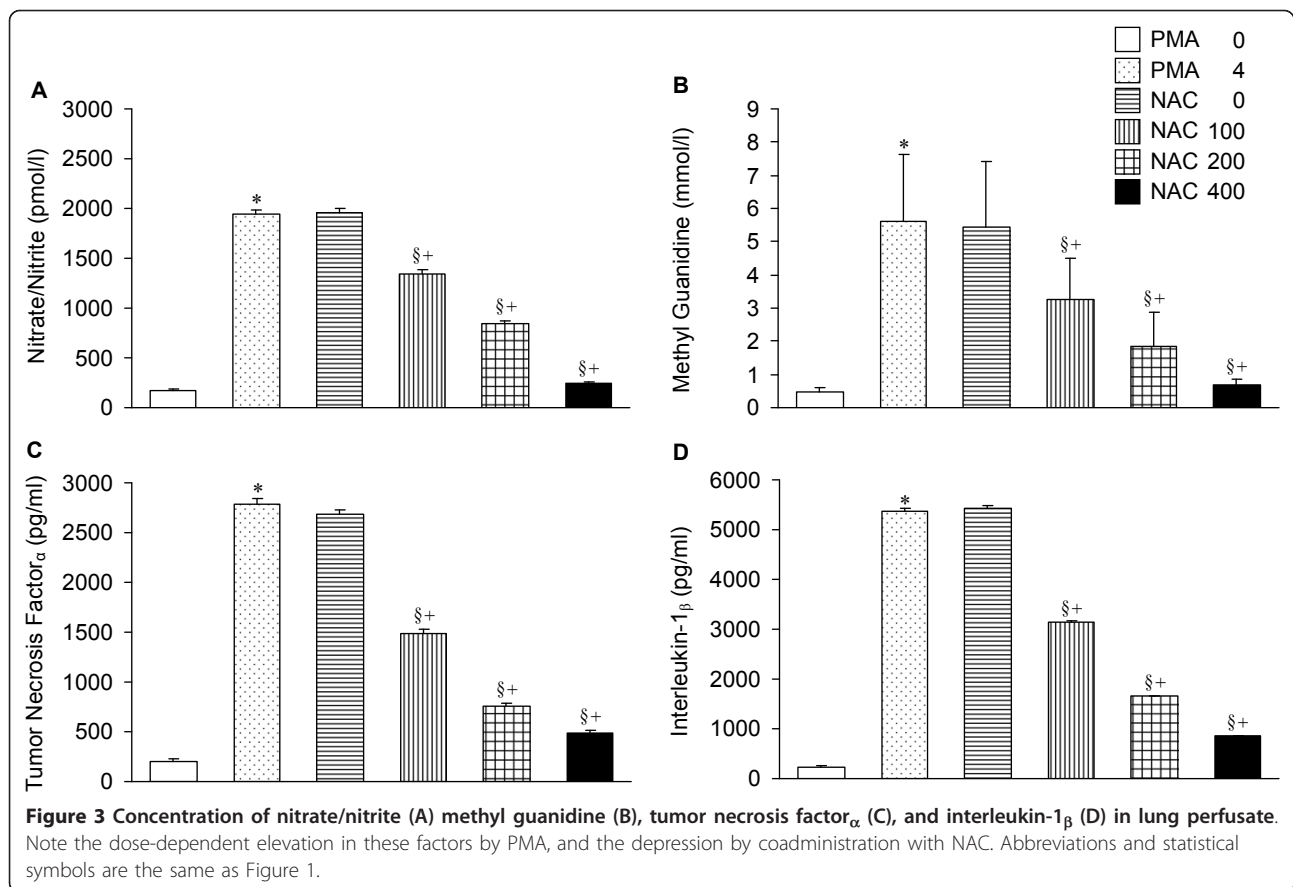 PMA 0
PMA 4
NAC 0
NAC 100
NAC 200
NAC 400
A
Nitrate/Nitrite (pmol/l)
3000
2500
2000
1500
1000
500
0
*
§+
§+
§+
B
Methyl Guanidine (mmol/l)
9
8
7
6
5
4
3
2
1
0
*
§+
§+
§+
C
Tumor Necrosis Factorα (pg/ml)
3000
2500
2000
1500
1000
500
0
*
§+
§+
§+
D
Interleukin-1β (pg/ml)
6000
5000
4000
3000
2000
1000
0
*
§+
§+
§+
Figure 3 Concentration of nitrate/nitrite (A) methyl guanidine (B), tumor necrosis factorα (C), and interleukin-1β (D) in lung perfusate.
Note the dose-dependent elevation in these factors by PMA, and the depression by coadministration with NAC. Abbreviations and statistical
symbols are the same as Figure 1.